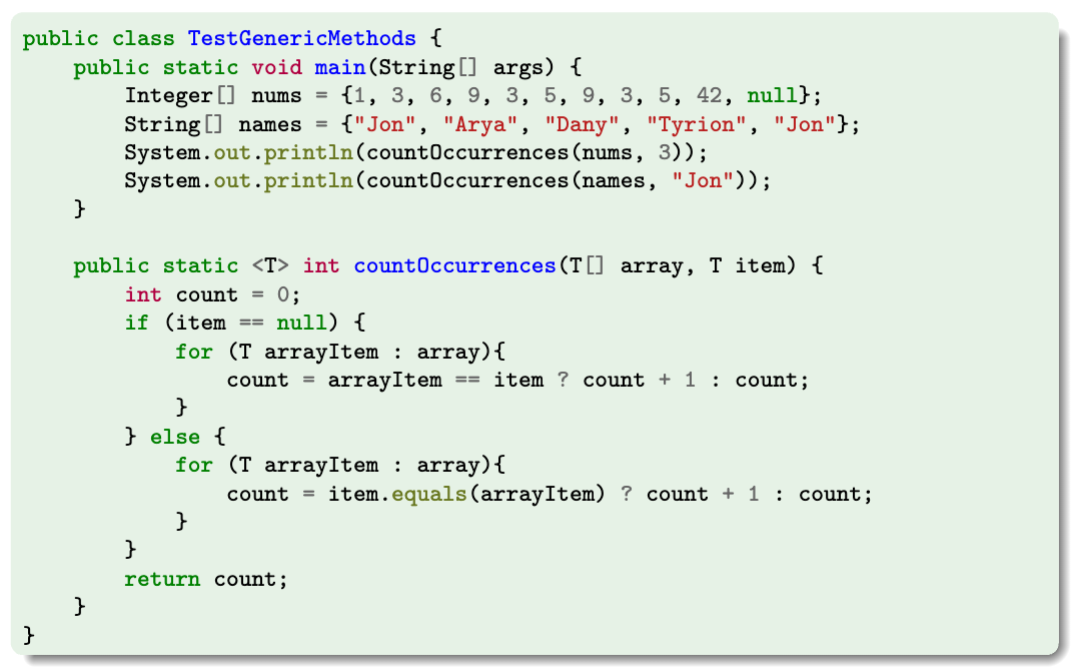 public class TestGenericMethods {
    public static void main(String[] args) {
        Integer[] nums = {1, 3, 6, 9, 3, 5, 9, 3, 5, 42, null};
        String[] names = {"Jon", "Arya", "Dany", "Tyrion", "Jon"};
        System.out.println(countOccurrences(nums, 3));
        System.out.println(countOccurrences(names, "Jon"));
    }

    public static <T> int countOccurrences(T[] array, T item) {
        int count = 0;
        if (item == null) {
            for (T arrayItem : array){
                count = arrayItem == item ? count + 1 : count;
            }
        } else {
            for (T arrayItem : array){
                count = item.equals(arrayItem) ? count + 1 : count;
            }
        }
        return count;
    }
}